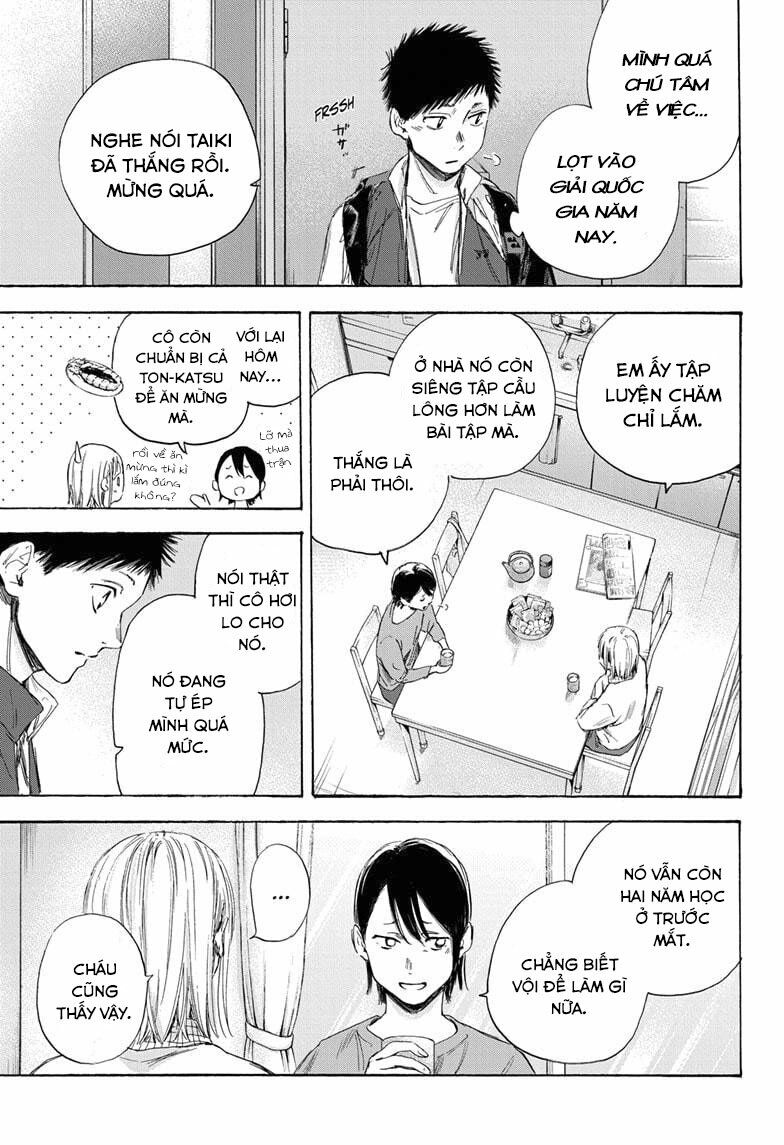 MÌNH QUÁ
CHÚ TÂM
VỀ VIỆC...
LỌT VÀO
GIẢI QUỐC
GIA NĂM
NAY.
FRSSH
ガサッ
NGHE NÓI TAIKI
ĐÃ THẮNG RỒI.
MỪNG QUÁ.
EM ẤY TẬP
LUYỆN CHĂM
CHỈ LẮM.
Ở NHÀ NÓ CÒN
SIÊNG TẬP CẦU
LÔNG HƠN LÀM
BÀI TẬP MÀ.
THẮNG LÀ
PHẢI THÔI.
VỚI LẠI
HÔM
NAY...
CÔ CÒN
CHUẨN BỊ CẢ
TON-KATSU
ĐỂ ĂN MỪNG
MÀ.
Lỡ mà
thua
trận
rồi về ăn
mừng thì kì
lắm đúng
không?
NÓI THẬT
THÌ CÔ HƠI
LO CHO
NÓ.
NÓ ĐANG
TỰ ÉP
MÌNH QUÁ
MỨC.
NÓ VẪN CÒN
HAI NĂM HỌC
Ở TRƯỚC
MẮT.
CHẲNG BIẾT
VỘI ĐỂ LÀM GÌ
NỮA.
...
CHÁU
CŨNG
THẤY VẬY.